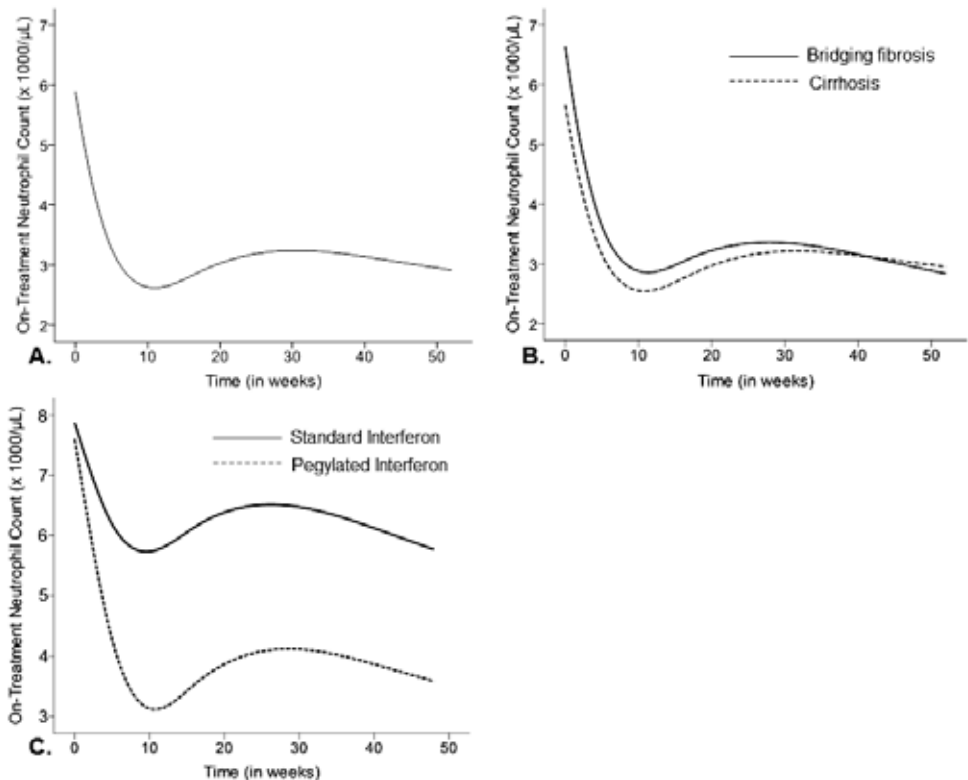 On-Treatment Neutrophil Count (x 1000/µL)
7
6
5
4
3
2
0 10 20 30 40 50
A.
Time (in weeks)
On-Treatment Neutrophil Count (x 1000/µL)
7
6
5
4
3
2
Bridging fibrosis
Cirrhosis
0 10 20 30 40 50
B.
Time (in weeks)
On-Treatment Neutrophil Count (x 1000/µL)
8
7
6
5
4
3
Standard Interferon
Pegylated Interferon
0 10 20 30 40 50
C.
Time (in weeks)